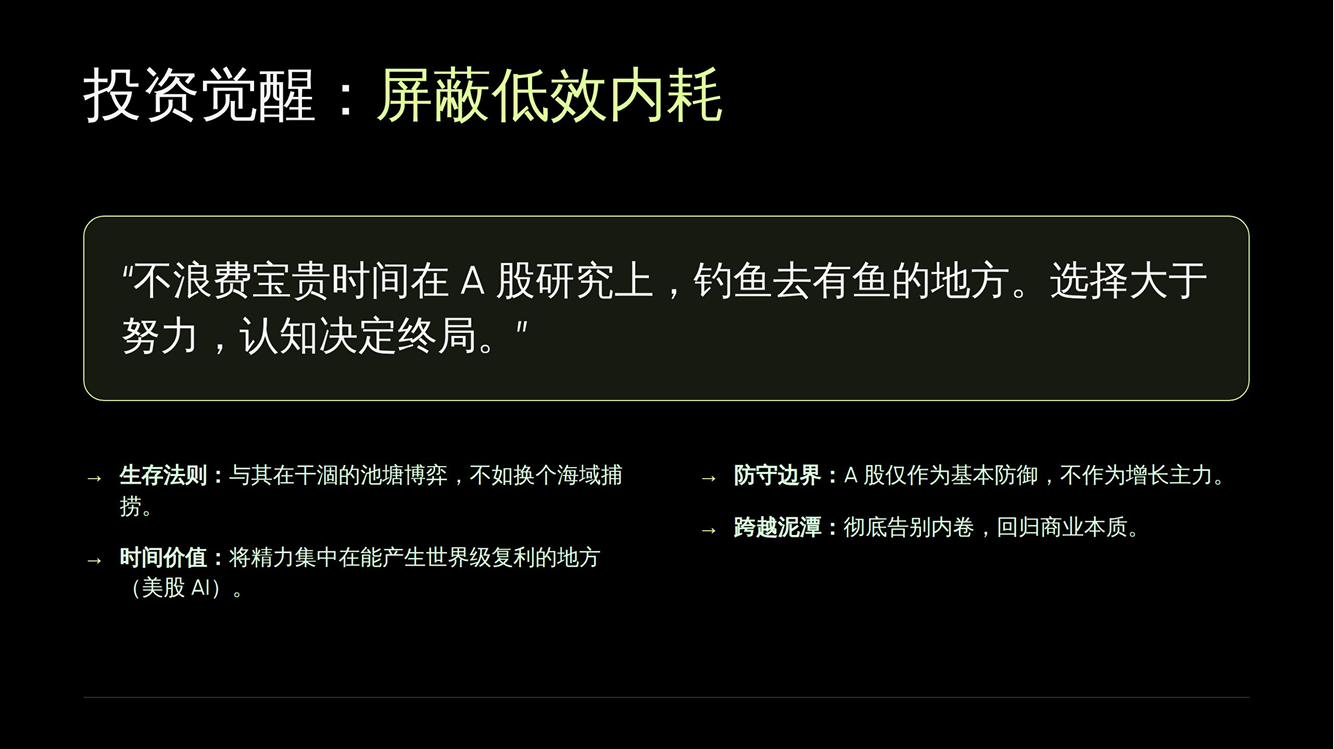 投资觉醒：屏蔽低效内耗
“不浪费宝贵时间在 A 股研究上，钓鱼去有鱼的地方。选择大于
努力，认知决定终局。”
→ 生存法则：与其在干涸的池塘博弈，不如换个海域捕
捞。
→ 时间价值：将精力集中在能产生世界级复利的地方
（美股 AI）。
→ 防守边界：A 股仅作为基本防御，不作为增长主力。
→ 跨越泥潭：彻底告别内卷，回归商业本质。